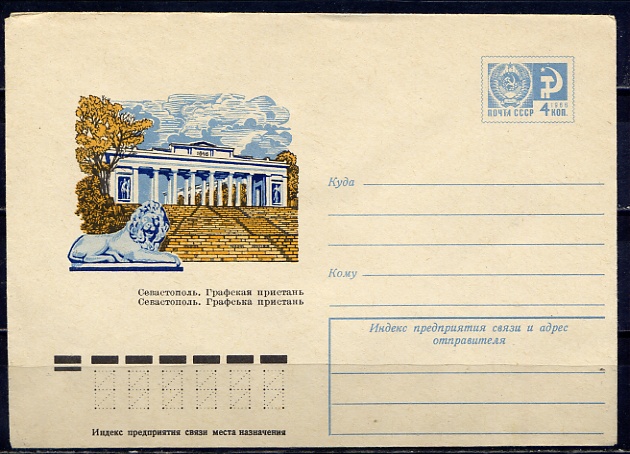 1966
ПОЧТА СССР 4 КОП.
1846
Куда
Кому
Севастополь. Графская пристань
Севастополь. Графська пристань
Индекс предприятия связи и адрес
отправителя
Индекс предприятия связи места назначения